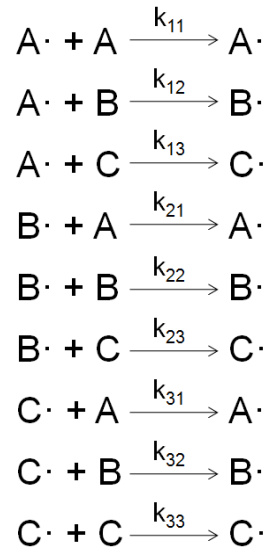 A· + A k₁₁ → A·
A· + B k₁₂ → B·
A· + C k₁₃ → C·
B· + A k₂₁ → A·
B· + B k₂₂ → B·
B· + C k₂₃ → C·
C· + A k₃₁ → A·
C· + B k₃₂ → B·
C· + C k₃₃ → C·